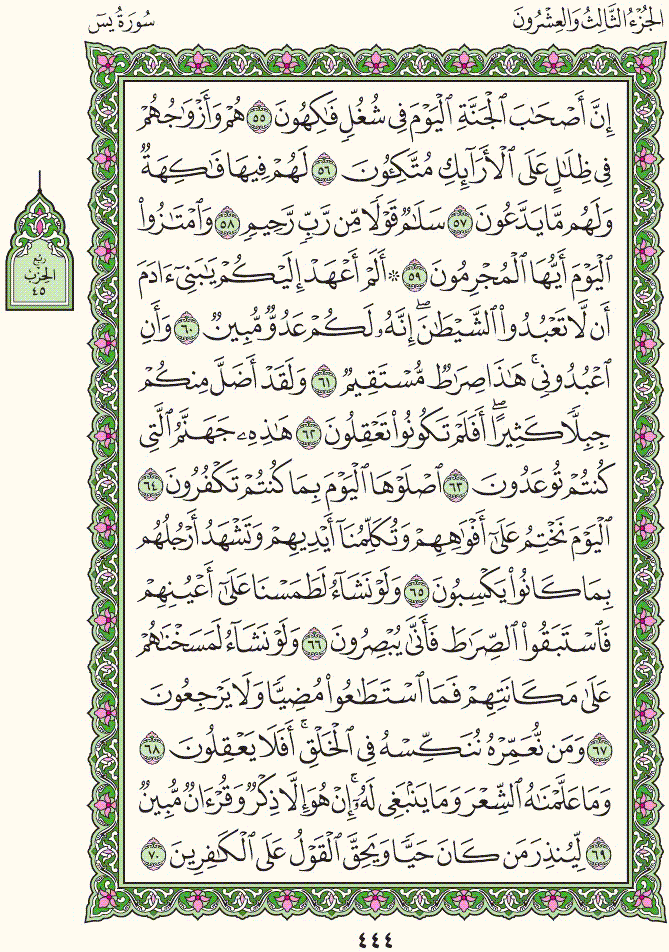 الجُزْءُ الثَّالِثُ وَالعِشْرُونَ
سُورَةُ يسٓ
إِنَّ أَصْحَٰبَ ٱلْجَنَّةِ ٱلْيَوْمَ فِى شُغُلٍ فَٰكِهُونَ ٥٥ هُمْ وَأَزْوَٰجُهُمْ
فِى ظِلَٰلٍ عَلَى ٱلْأَرَآئِكِ مُتَّكِـُٔونَ ٥٦ لَهُمْ فِيهَا فَٰكِهَةٌ
وَلَهُم مَّا يَدَّعُونَ ٥٧ سَلَٰمٌ قَوْلًا مِّن رَّبٍّ رَّحِيمٍ ٥٨ وَٱمْتَٰزُوا۟
ٱلْيَوْمَ أَيُّهَا ٱلْمُجْرِمُونَ ٥٩ ۞ أَلَمْ أَعْهَدْ إِلَيْكُمْ يَٰبَنِىٓ ءَادَمَ
أَن لَّا تَعْبُدُوا۟ ٱلشَّيْطَٰنَ ۖ إِنَّهُۥ لَكُمْ عَدُوٌّ مُّبِينٌ ٦٠ وَأَنِ
ٱعْبُدُونِى ۚ هَٰذَا صِرَٰطٌ مُّسْتَقِيمٌ ٦١ وَلَقَدْ أَضَلَّ مِنكُمْ
جِبِلًّا كَثِيرًا ۖ أَفَلَمْ تَكُونُوا۟ تَعْقِلُونَ ٦٢ هَٰذِهِۦ جَهَنَّمُ ٱلَّتِى
كُنتُمْ تُوعَدُونَ ٦٣ ٱصْلَوْهَا ٱلْيَوْمَ بِمَا كُنتُمْ تَكْفُرُونَ ٦٤
ٱلْيَوْمَ نَخْتِمُ عَلَىٰٓ أَفْوَٰهِهِمْ وَتُكَلِّمُنَآ أَيْدِيهِمْ وَتَشْهَدُ أَرْجُلُهُم
بِمَا كَانُوا۟ يَكْسِبُونَ ٦٥ وَلَوْ نَشَآءُ لَطَمَسْنَا عَلَىٰٓ أَعْيُنِهِمْ
فَٱسْتَبَقُوا۟ ٱلصِّرَٰطَ فَأَنَّىٰ يُبْصِرُونَ ٦٦ وَلَوْ نَشَآءُ لَمَسَخْنَٰهُمْ
عَلَىٰ مَكَانَتِهِمْ فَمَا ٱسْتَطَٰعُوا۟ مُضِيًّا وَلَا يَرْجِعُونَ
٦٧ وَمَن نُّعَمِّرْهُ نُنَكِّسْهُ فِى ٱلْخَلْقِ ۖ أَفَلَا يَعْقِلُونَ ٦٨
وَمَا عَلَّمْنَٰهُ ٱلشِّعْرَ وَمَا يَنۢبَغِى لَهُۥٓ ۚ إِنْ هُوَ إِلَّا ذِكْرٌ وَقُرْءَانٌ مُّبِينٌ
٦٩ لِّيُنذِرَ مَن كَانَ حَيًّا وَيَحِقَّ ٱلْقَوْلُ عَلَى ٱلْكَٰفِرِينَ ٧٠
ربع
الحزب
٤٥
٤٤٤